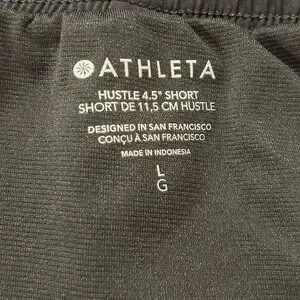 ATHLETA
HUSTLE 4.5" SHORT
SHORT DE 11,5 CM HUSTLE
DESIGNED IN SAN FRANCISCO
CONÇU À SAN FRANCISCO
MADE IN INDONESIA
L
G